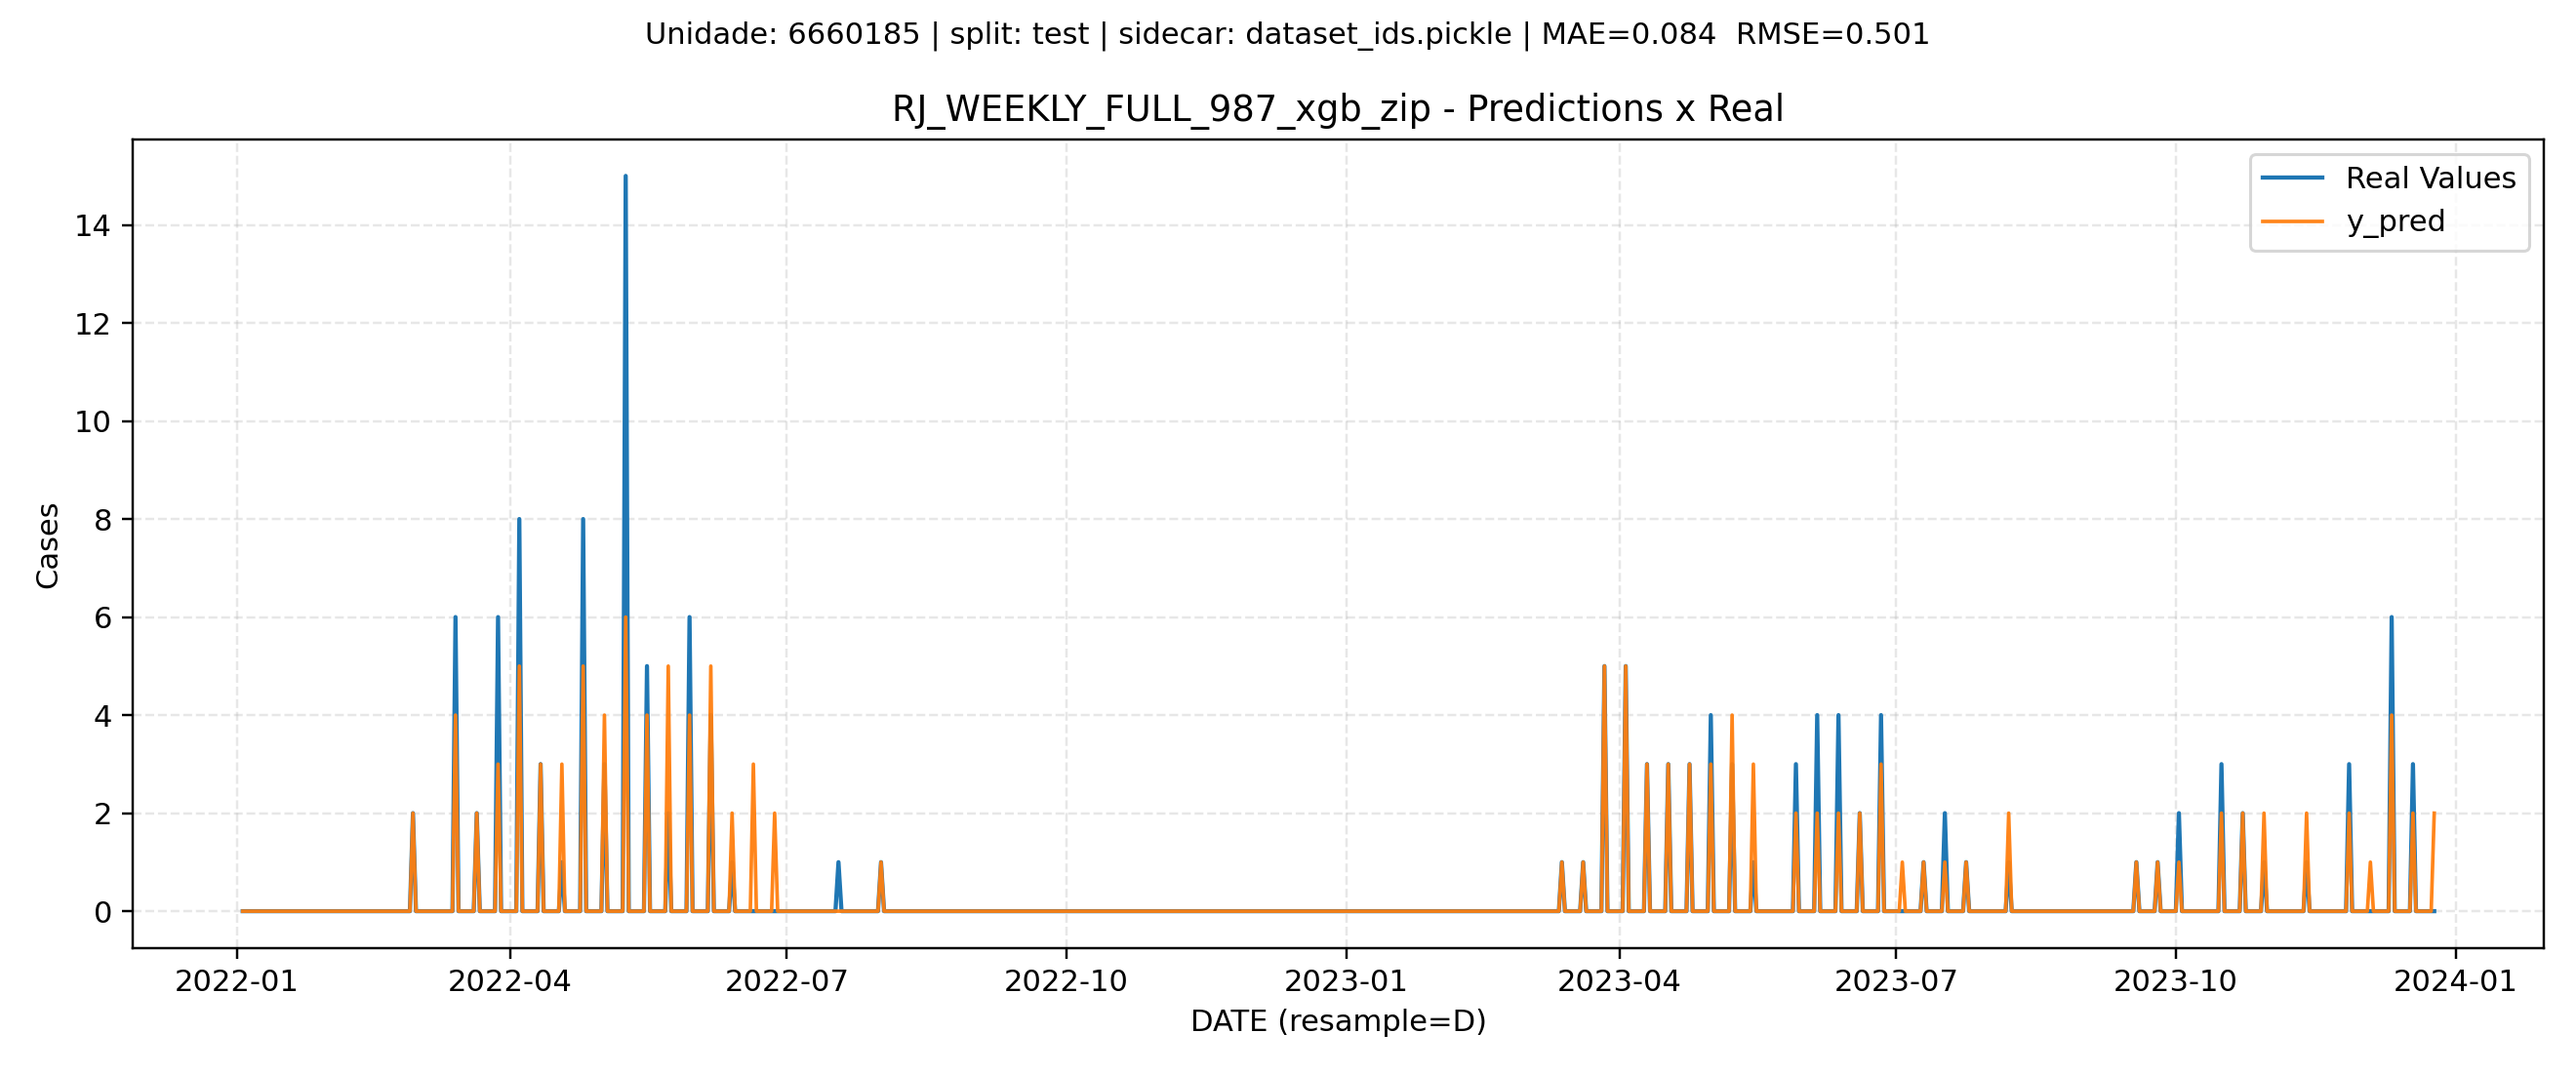 Unidade: 6660185 | split: test | sidecar: dataset_ids.pickle | MAE=0.084  RMSE=0.501
RJ_WEEKLY_FULL_987_xgb_zip - Predictions x Real
Real Values
y_pred
Cases
14
12
10
8
6
4
2
0
2022-01 2022-04 2022-07 2022-10 2023-01 2023-04 2023-07 2023-10 2024-01
DATE (resample=D)